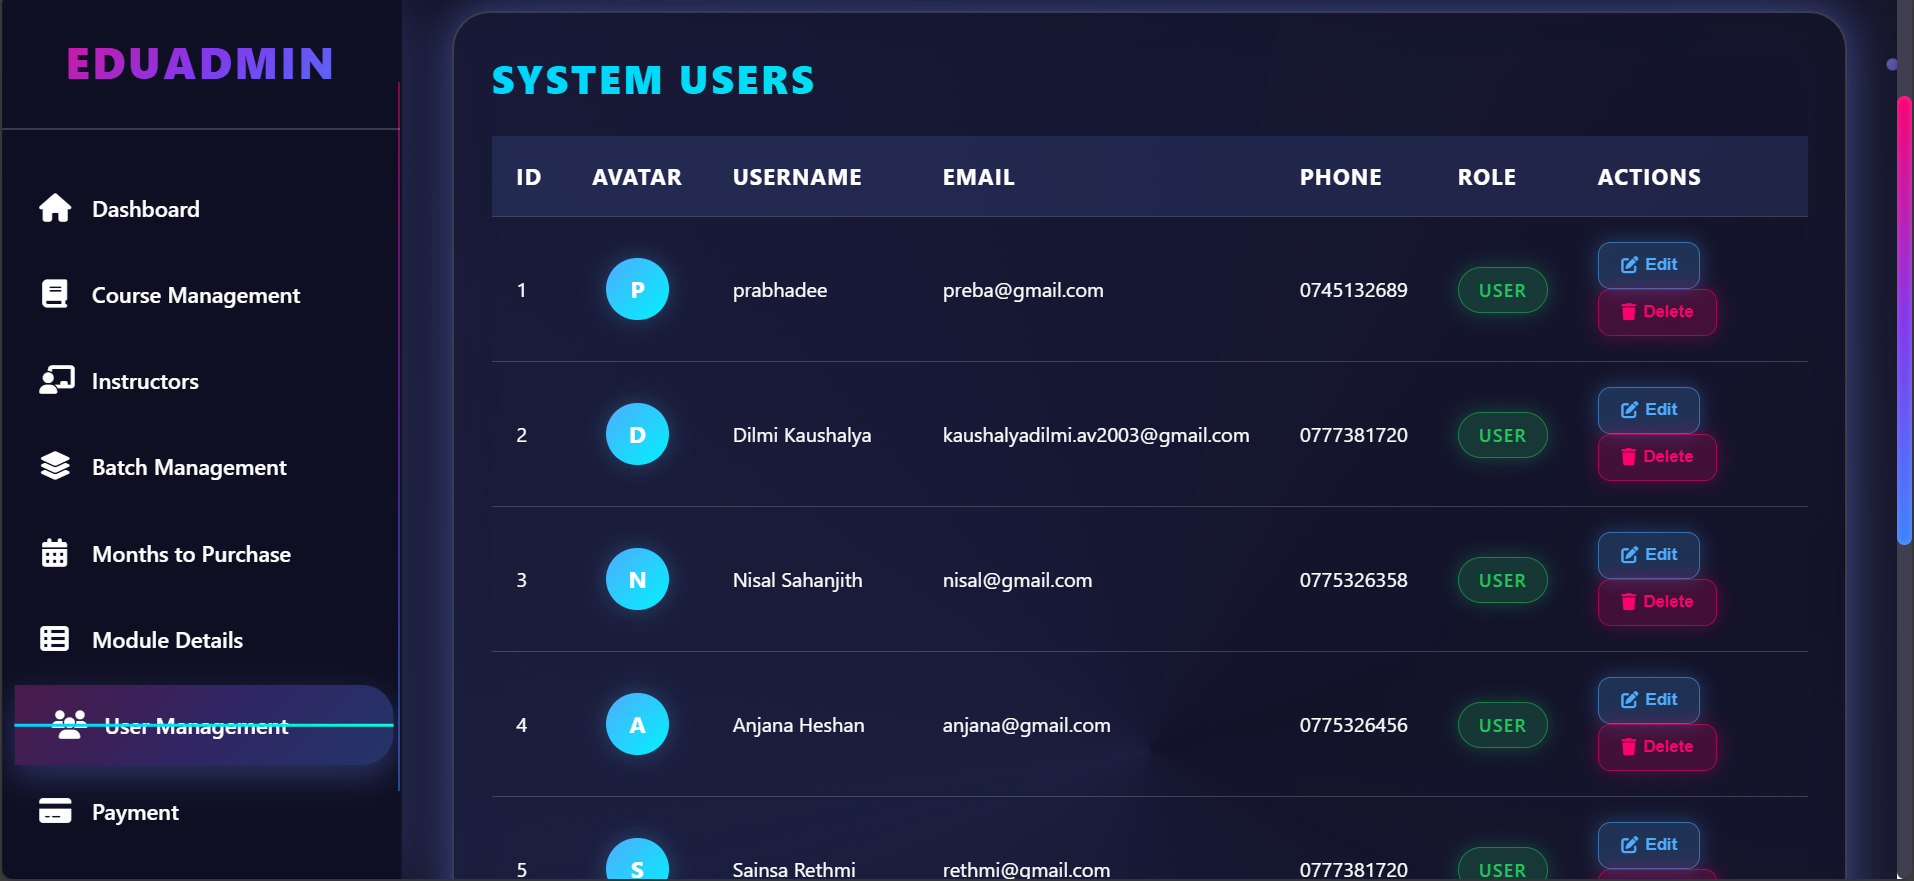 EDUADMIN
Dashboard
Course Management
Instructors
Batch Management
Months to Purchase
Module Details
User Management
Payment
SYSTEM USERS
ID AVATAR USERNAME EMAIL PHONE ROLE ACTIONS
1 P prabhadee preba@gmail.com 0745132689 USER Edit
Delete
2 D Dilmi Kaushalya kaushalyadilmi.av2003@gmail.com 0777381720 USER Edit
Delete
3 N Nisal Sahanjith nisal@gmail.com 0775326358 USER Edit
Delete
4 A Anjana Heshan anjana@gmail.com 0775326456 USER Edit
Delete
5 S Sainsa Rethmi rethmi@gmail.com 0777381720 USER Edit